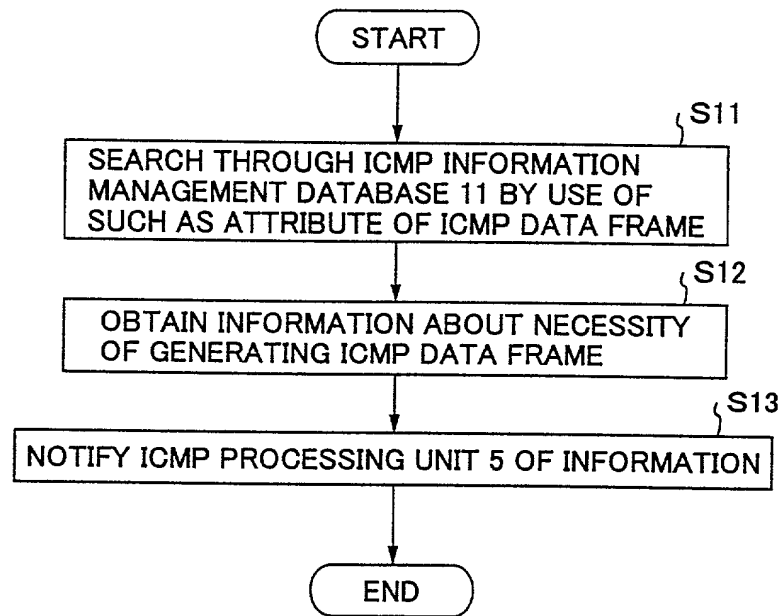 START
S11
SEARCH THROUGH ICMP INFORMATION
MANAGEMENT DATABASE 11 BY USE OF
SUCH AS ATTRIBUTE OF ICMP DATA FRAME
S12
OBTAIN INFORMATION ABOUT NECESSITY
OF GENERATING ICMP DATA FRAME
S13
NOTIFY ICMP PROCESSING UNIT 5 OF INFORMATION
END